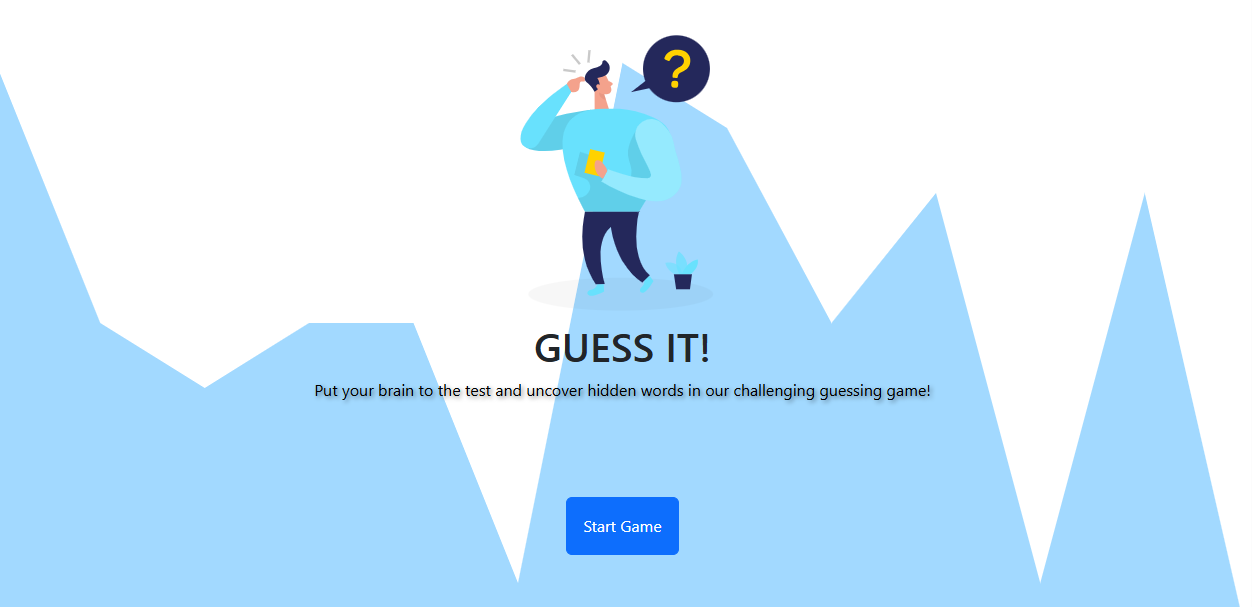 ?
GUESS IT!
Put your brain to the test and uncover hidden words in our challenging guessing game!
Start Game